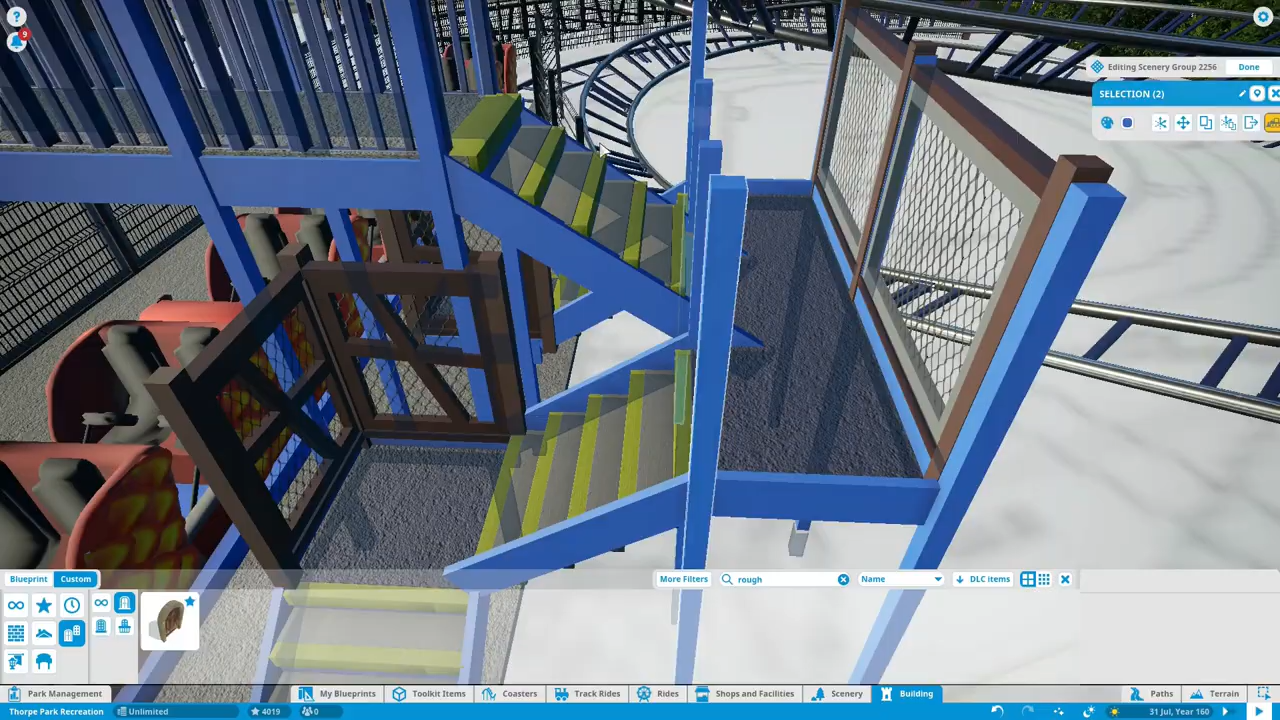 ?
9
Editing Scenery Group 2256 Done
SELECTION (2)
Blueprint Custom
More Filters rough Name DLC items
Park Management My Blueprints Toolkit Items Coasters Track Rides Rides Shops and Facilities Scenery Building Paths Terrain
Thorpe Park Recreation Unlimited 4019 0 31 Jul, Year 160